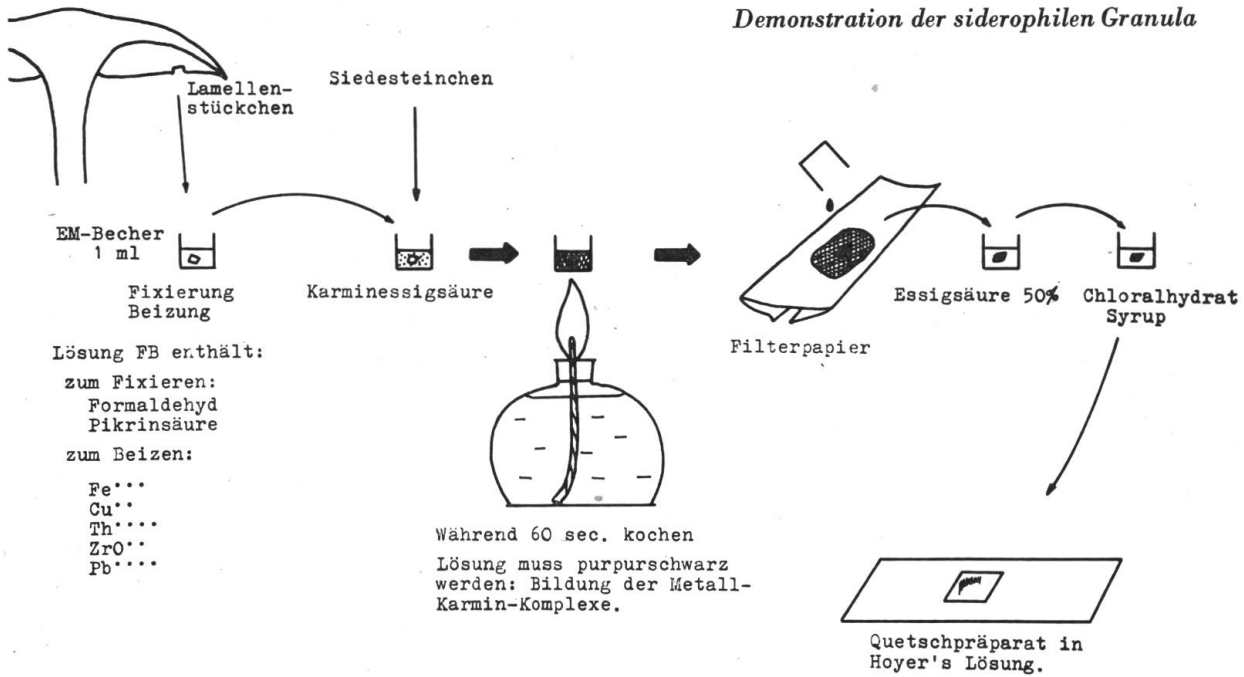 Demonstration der siderophilen Granula
Lamellen-
stückchen
Siedesteinchen
EM-Becher
1 ml
Fixierung
Beizung
Karminessigsäure
Filterpapier
Essigsäure 50%
Chloralhydrat
Syrup
Lösung FB enthält:
zum Fixieren:
Formaldehyd
Pikrinsäure
zum Beizen:
Fe···
Cu··
Th····
ZrO··
Pb····
Während 60 sec. kochen
Lösung muss purpurschwarz
werden: Bildung der Metall-
Karmin-Komplexe.
Quetschpräparat in
Hoyer's Lösung.